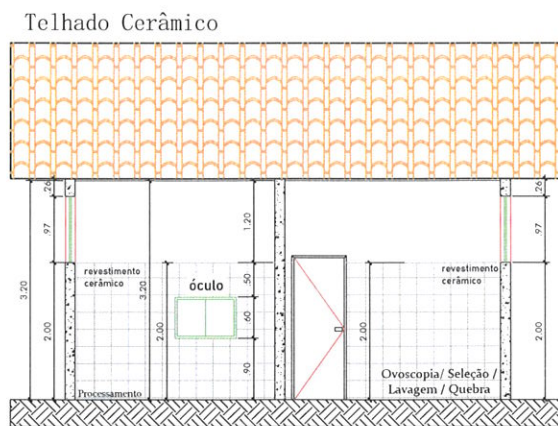 Telhado Cerâmico
.26
.97
2.00
3.20
3.20
1.20
.50
.60
.90
2.00
revestimento
cerâmico
óculo
Processamento
2.00
revestimento
cerâmico
Ovoscopia/ Seleção /
Lavagem / Quebra
.26
.97
2.00